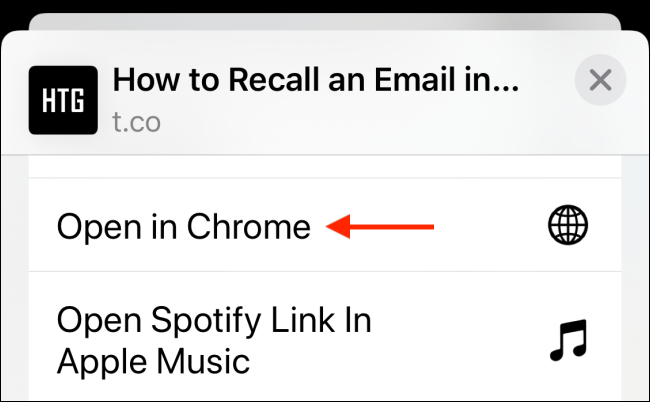 HTG
How to Recall an Email in...
t.co
Open in Chrome
Open Spotify Link In
Apple Music